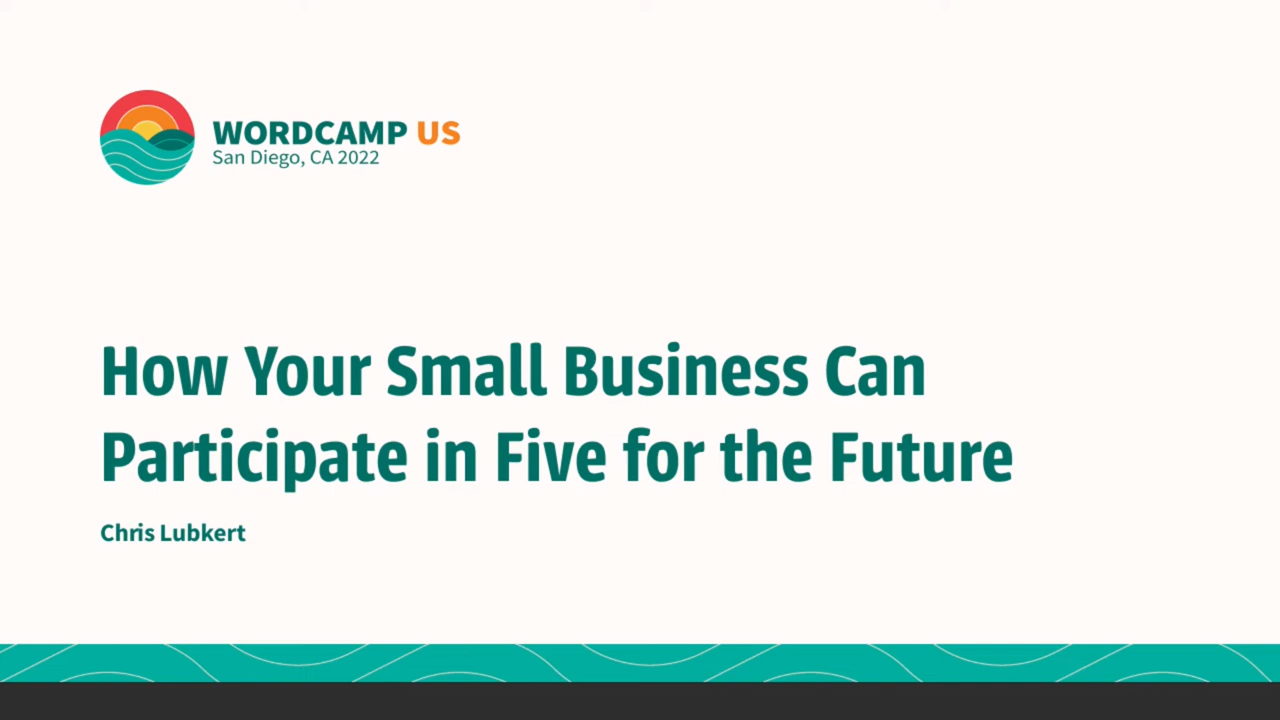 WORDCAMP US
San Diego, CA 2022
How Your Small Business Can
Participate in Five for the Future
Chris Lubkert